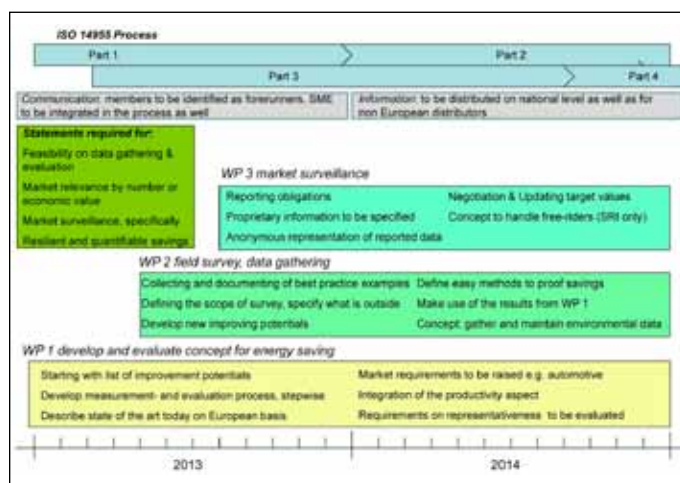 ISO 14955 Process
Part 1
Part 2
Part 3
Part 4
Communication: members to be identified as forerunners, SME
to be integrated in the process as well
Information: to be distributed on national level as well as for
non European distributors
Statements required for:
Feasibility on data gathering &
evaluation
Market relevance by number or
economic value
Market surveillance, specifically
Resilient and quantifiable savings
WP 3 market surveillance
Reporting obligations
Proprietary information to be specified
Anonymous representation of reported data
Negotiation & Updating target values
Concept to handle free-riders (SRI only)
WP 2 field survey, data gathering
Collecting and documenting of best practice examples
Defining the scope of survey, specify what is outside
Develop new improving potentials
Define easy methods to proof savings
Make use of the results from WP 1
Concept: gather and maintain environmental data
WP 1 develop and evaluate concept for energy saving
Starting with list of improvement potentials
Develop measurement- and evaluation process, stepwise
Describe state of the art today on European basis
Market requirements to be raised e.g. automotive
Integration of the productivity aspect
Requirements on representativeness to be evaluated
2013
2014